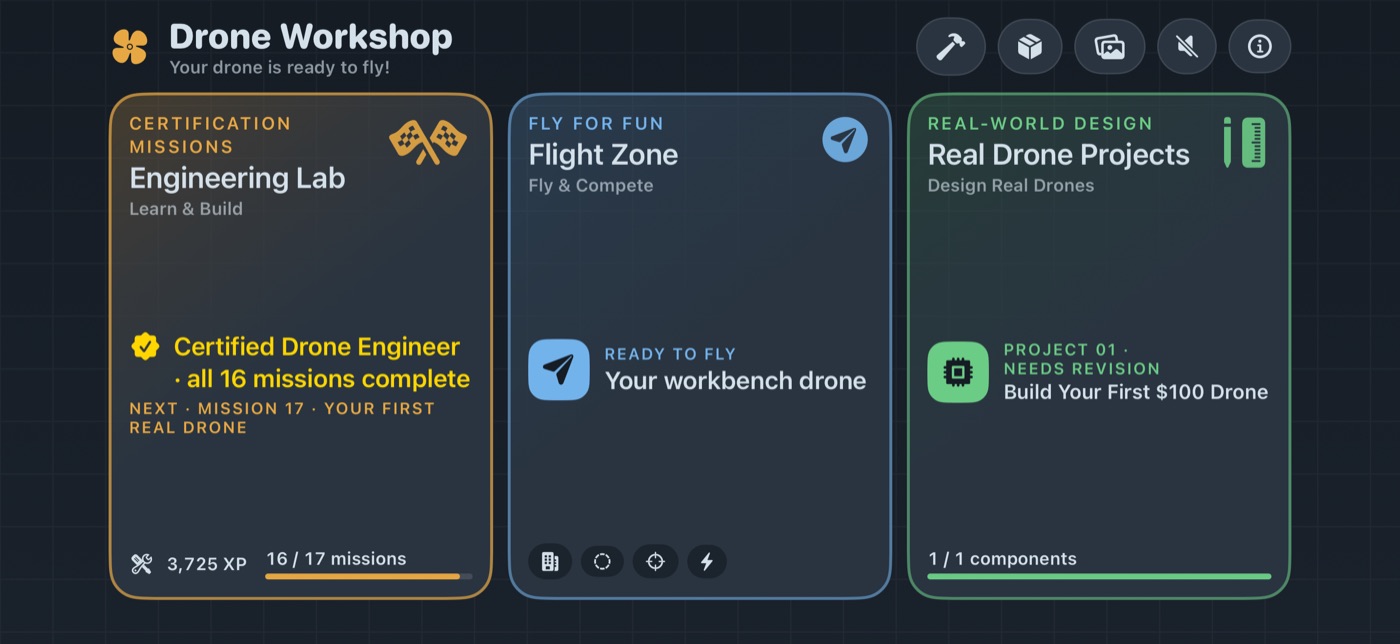 Drone Workshop
Your drone is ready to fly!
CERTIFICATION
MISSIONS
Engineering Lab
Learn & Build
Certified Drone Engineer
· all 16 missions complete
NEXT · MISSION 17 · YOUR FIRST
REAL DRONE
3,725 XP
16 / 17 missions
FLY FOR FUN
Flight Zone
Fly & Compete
READY TO FLY
Your workbench drone
REAL-WORLD DESIGN
Real Drone Projects
Design Real Drones
PROJECT 01 ·
NEEDS REVISION
Build Your First $100 Drone
1 / 1 components